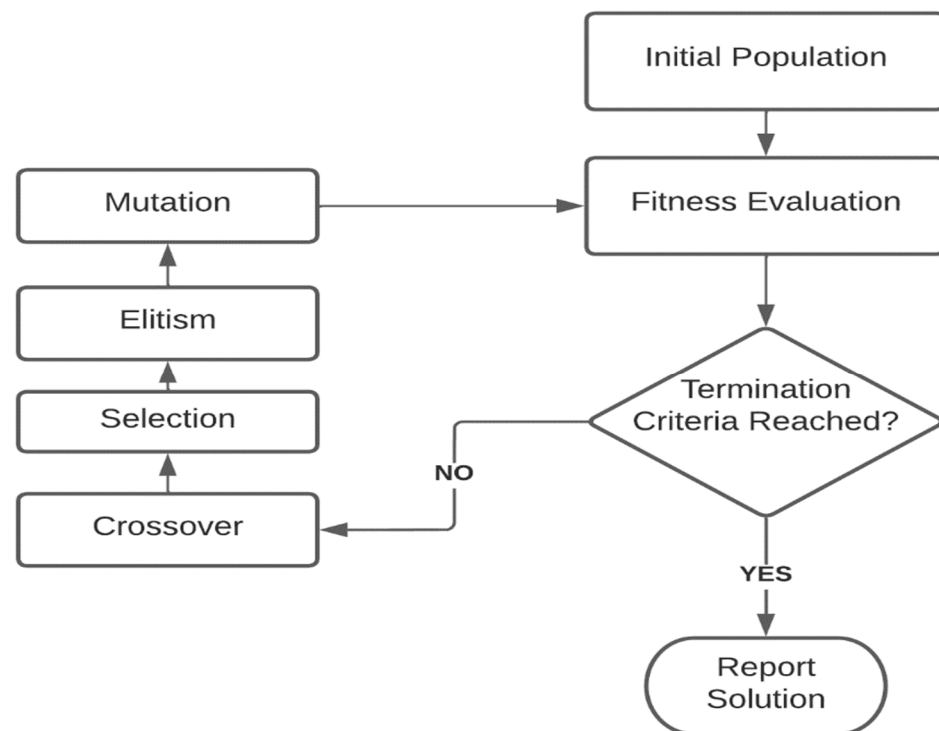 Initial Population
Fitness Evaluation
Termination
Criteria Reached?
NO
Crossover
Selection
Elitism
Mutation
YES
Report
Solution